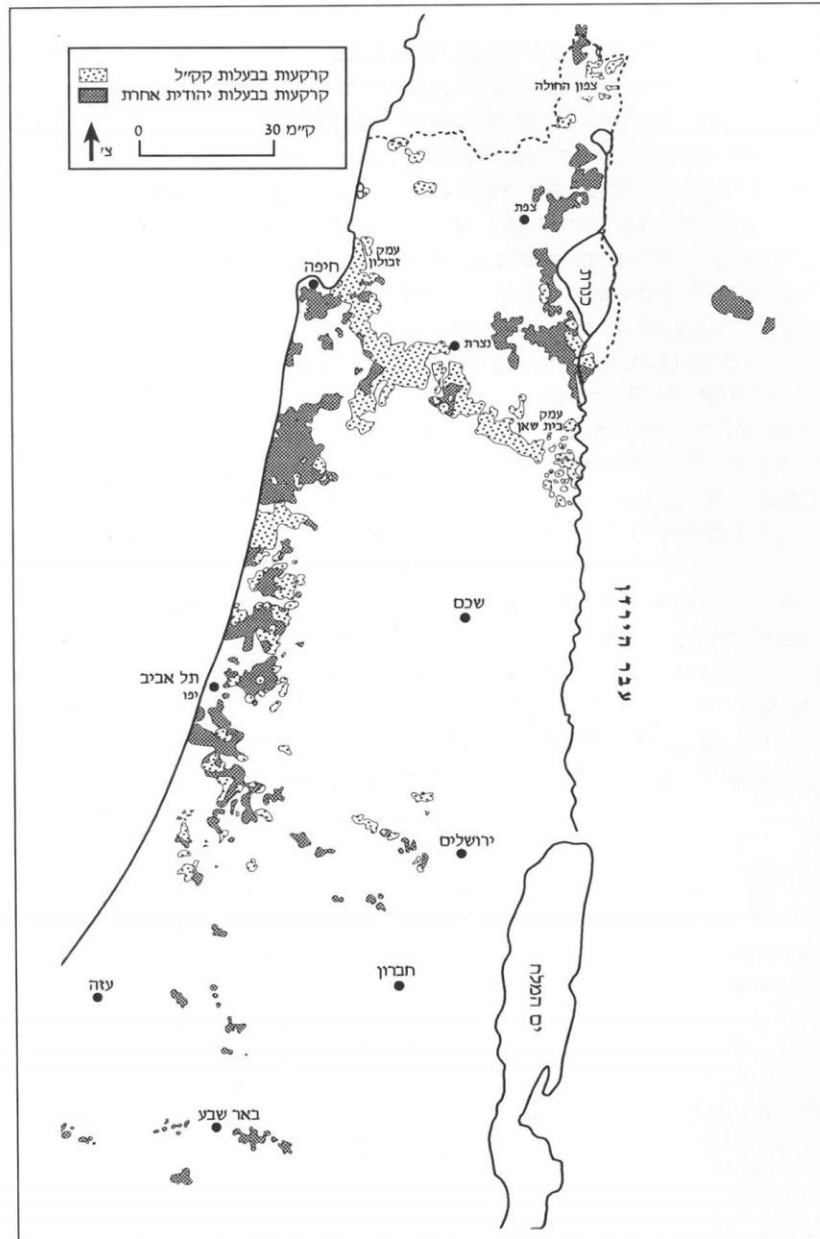 קרקעות בבעלות קק״ל
קרקעות בבעלות יהודית אחרת
ק״מ 30 0
צ׳
צפון החולה
צפת
עמק
זבולון
חיפה
כנרת
נצרת
עמק
בית שאן
שכם
עבר הירדן
תל אביב
יפו
ירושלים
חברון
עזה
ים המלח
באר שבע